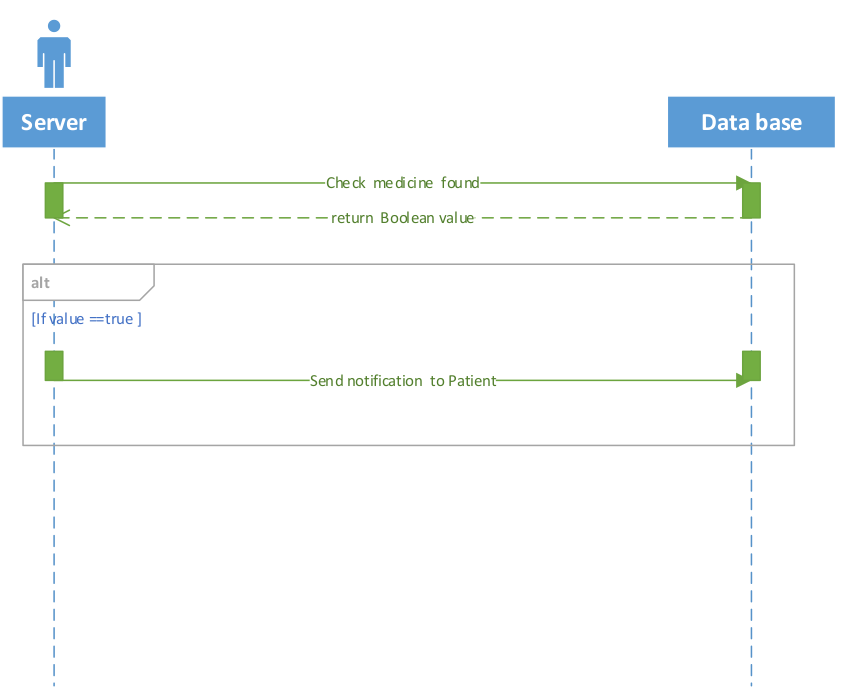 Server
Data base
Check medicine found
return Boolean value
alt
[If value ==true ]
Send notification to Patient